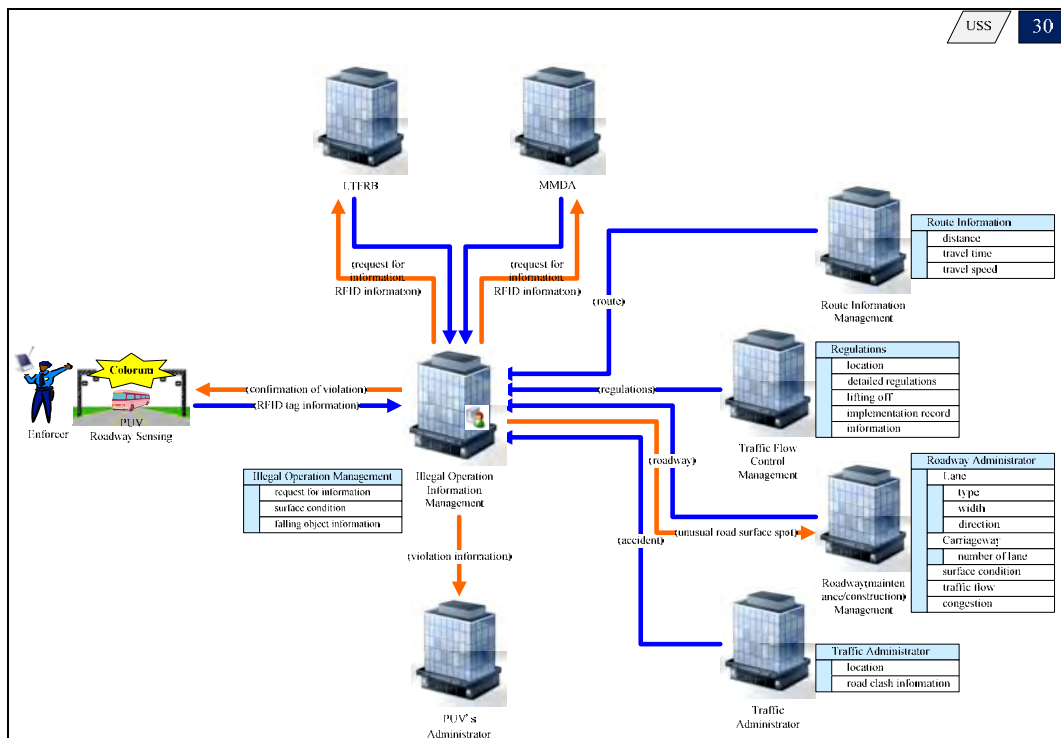 USS
30
LTFRB
MMDA
(request for
information,
RFID information)
(request for
information,
RFID information)
Route Information
distance
travel time
travel speed
Route Information
Management
(route)
Colorum
PUV
Roadway Sensing
Enforcer
(confirmation of violation)
(RFID tag information)
(regulations)
Regulations
location
detailed regulations
lifting off
implementation record
information
Traffic Flow
Control
Management
Illegal Operation Management
request for information
surface condition
falling object information
Illegal Operation
Information
Management
(roadway)
(unusual road surface spot)
(accident)
Roadway Administrator
Lane
type
width
direction
Carriageway
number of lane
surface condition
traffic flow
congestion
Roadway(mainten
ance/construction)
Management
(violation information)
PUV's
Administrator
Traffic Administrator
location
road clash information
Traffic
Administrator